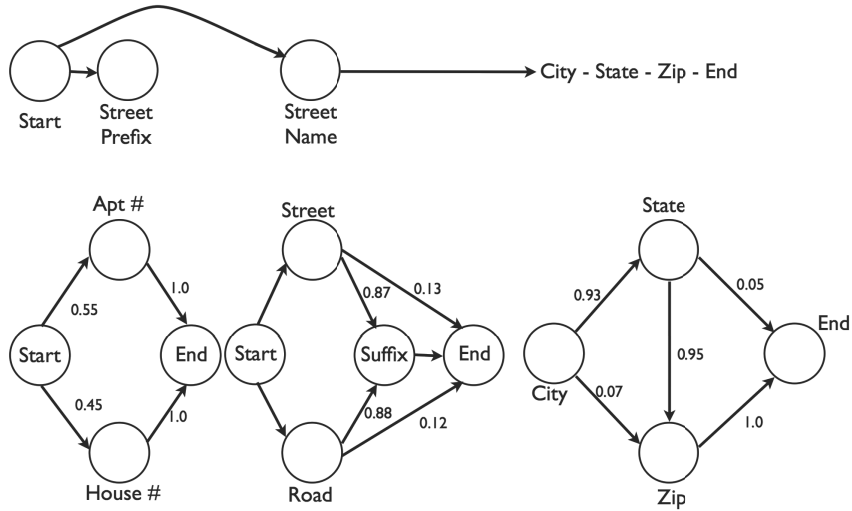 City - State - Zip - End
Start
Street
Prefix
Street
Name
Apt #
0.55
1.0
Start
End
0.45
1.0
House #
Street
0.87
0.13
Start
Suffix
End
0.88
0.12
Road
State
0.93
0.05
End
0.95
City
0.07
1.0
Zip